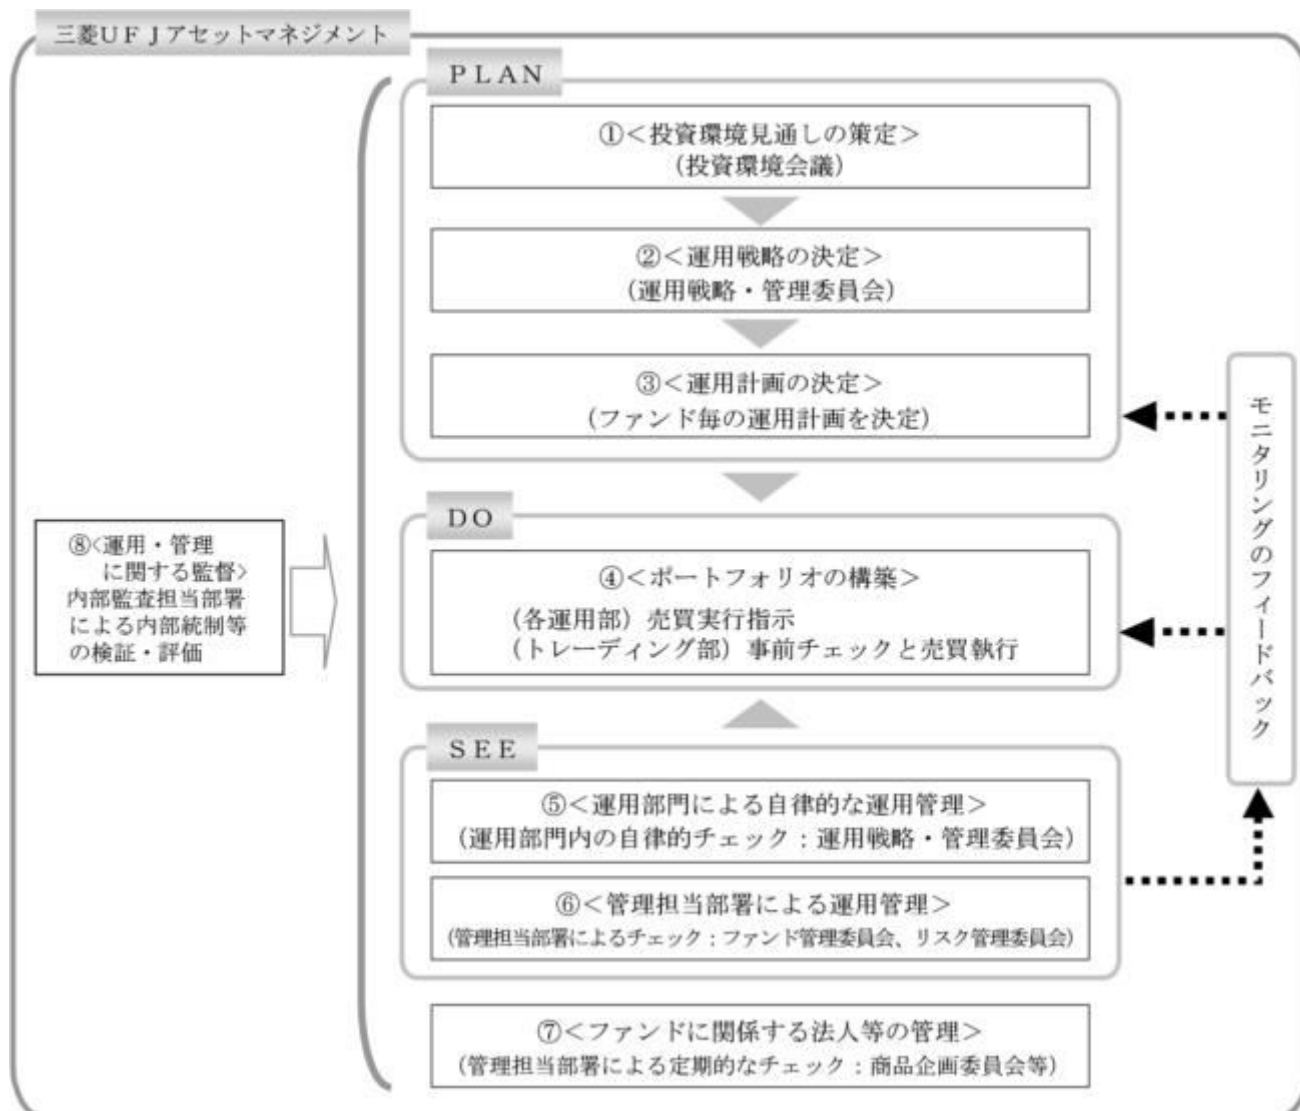 三菱ＵＦＪアセットマネジメント
ＰＬＡＮ
①＜投資環境見通しの策定＞
（投資環境会議）
②＜運用戦略の決定＞
（運用戦略・管理委員会）
③＜運用計画の決定＞
（ファンド毎の運用計画を決定）
ＤＯ
④＜ポートフォリオの構築＞
（各運用部）売買実行指示
（トレーディング部）事前チェックと売買執行
ＳＥＥ
⑤＜運用部門による自律的な運用管理＞
（運用部門内の自律的チェック：運用戦略・管理委員会）
⑥＜管理担当部署による運用管理＞
（管理担当部署によるチェック：ファンド管理委員会、リスク管理委員会）
⑦＜ファンドに関係する法人等の管理＞
（管理担当部署による定期的なチェック：商品企画委員会等）
⑧<運用・管理
に関する監督>
内部監査担当部署
による内部統制等
の検証・評価
モニタリングのフィードバック